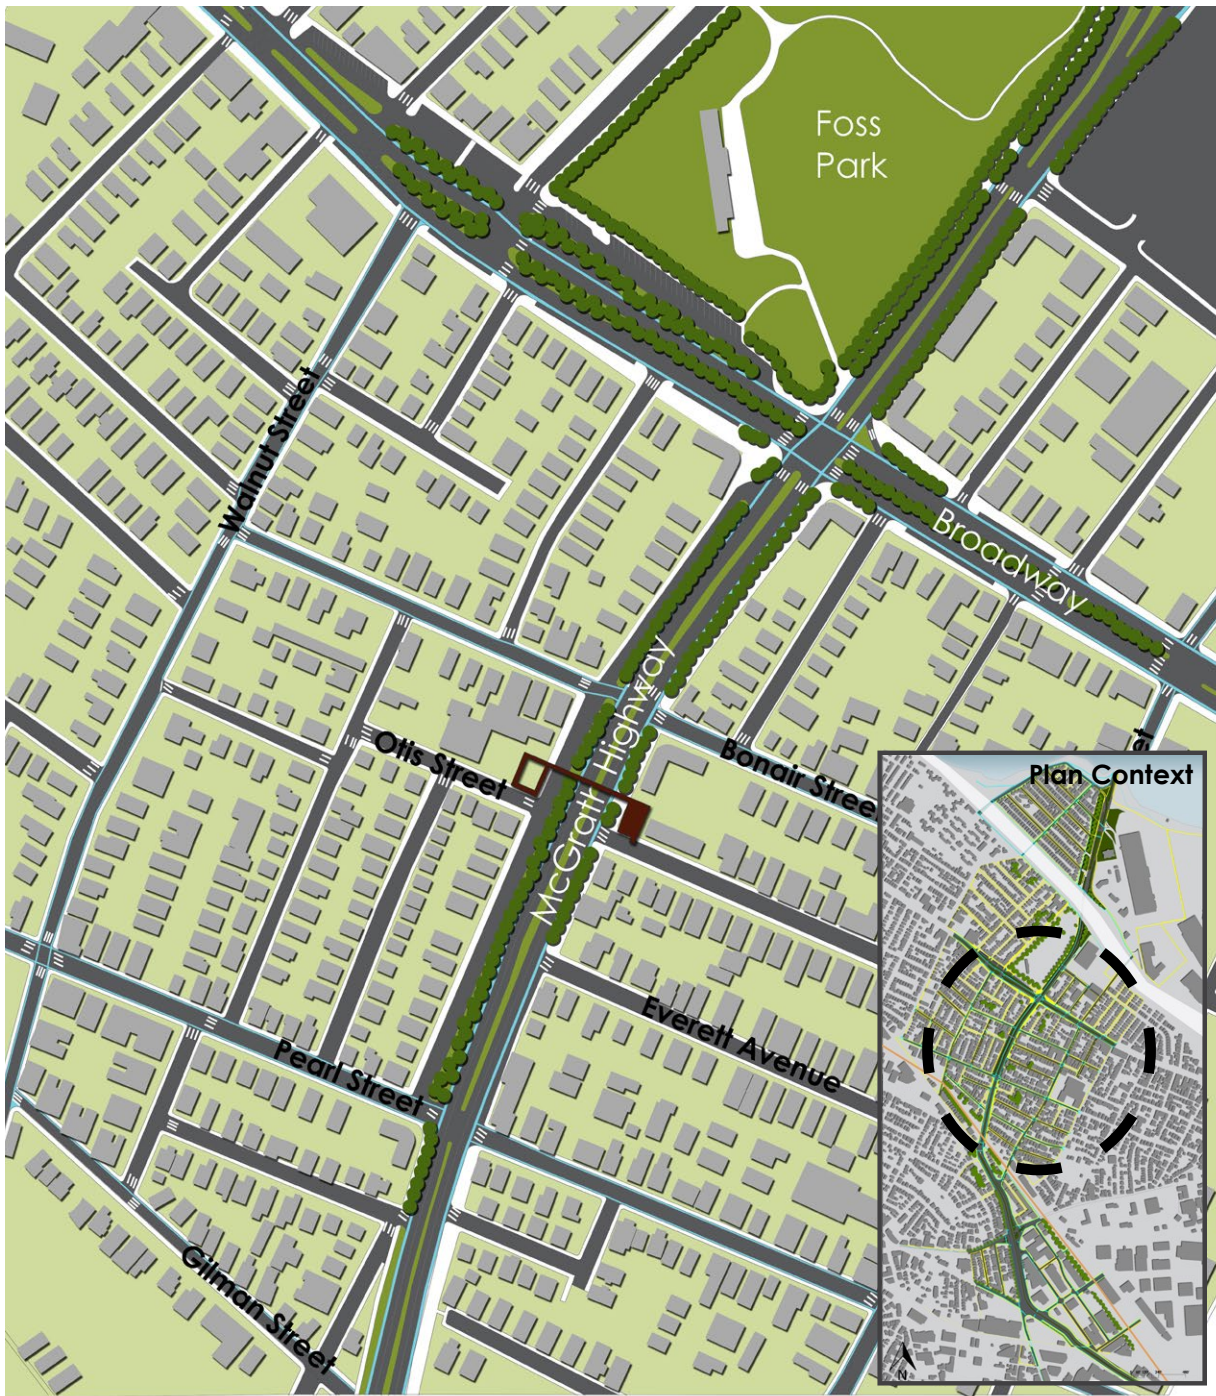 Foss
Park
Walnut Street
Broadway
McGrath Highway
Otis Street
Bonair Street
Plan Context
Everett Avenue
Pearl Street
Gilman Street
N